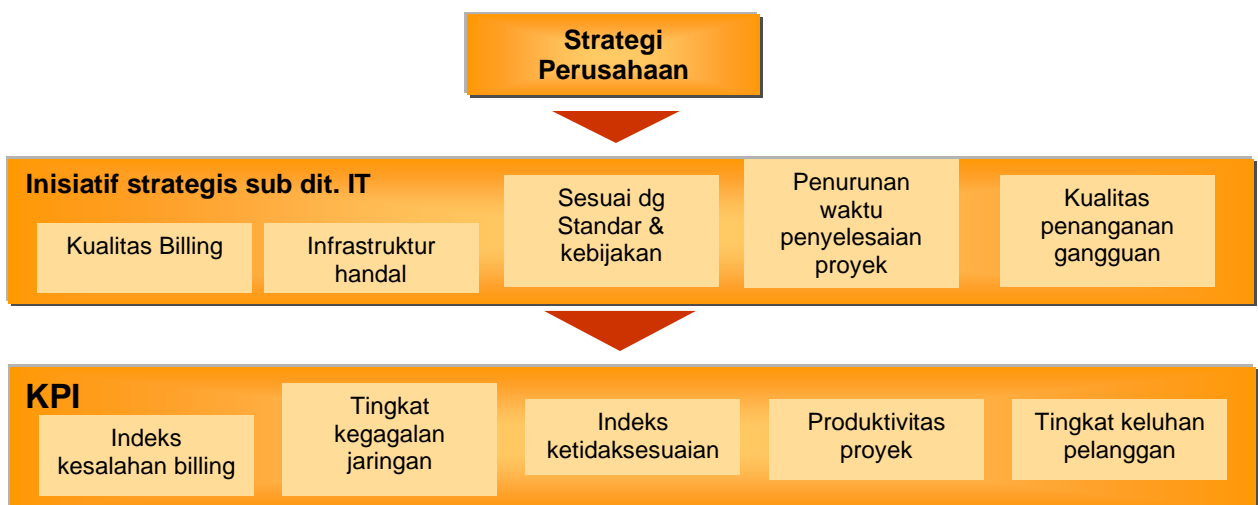 Strategi
Perusahaan
Inisiatif strategis sub dit. IT
Kualitas Billing
Infrastruktur
handal
Sesuai dg
Standar &
kebijakan
Penurunan
waktu
penyelesaian
proyek
Kualitas
penanganan
gangguan
KPI
Indeks
kesalahan billing
Tingkat
kegagalan
jaringan
Indeks
ketidaksesuaian
Produktivitas
proyek
Tingkat keluhan
pelanggan